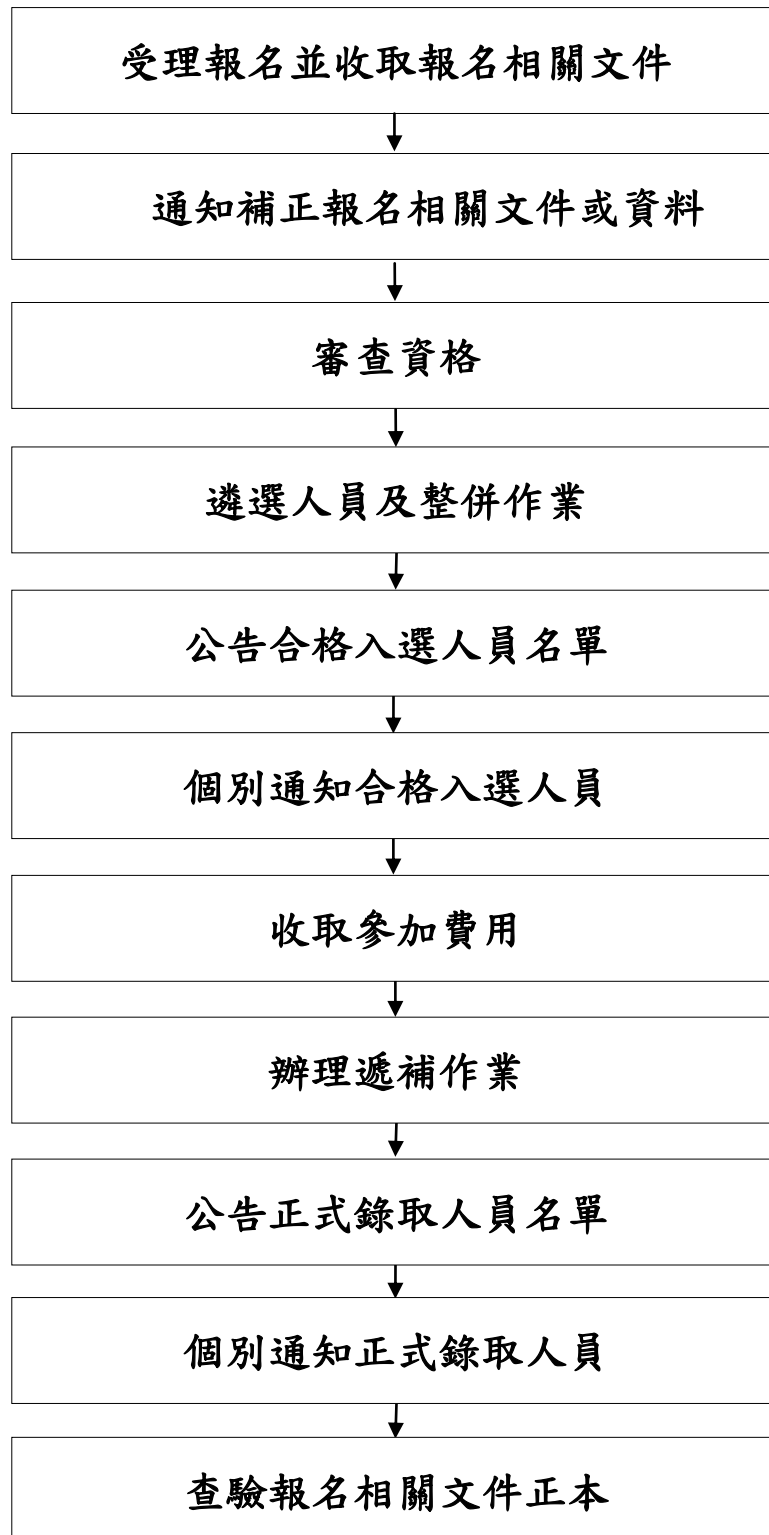 受理報名並收取報名相關文件
通知補正報名相關文件或資料
審查資格
遴選人員及整併作業
公告合格入選人員名單
個別通知合格入選人員
收取參加費用
辦理遞補作業
公告正式錄取人員名單
個別通知正式錄取人員
查驗報名相關文件正本